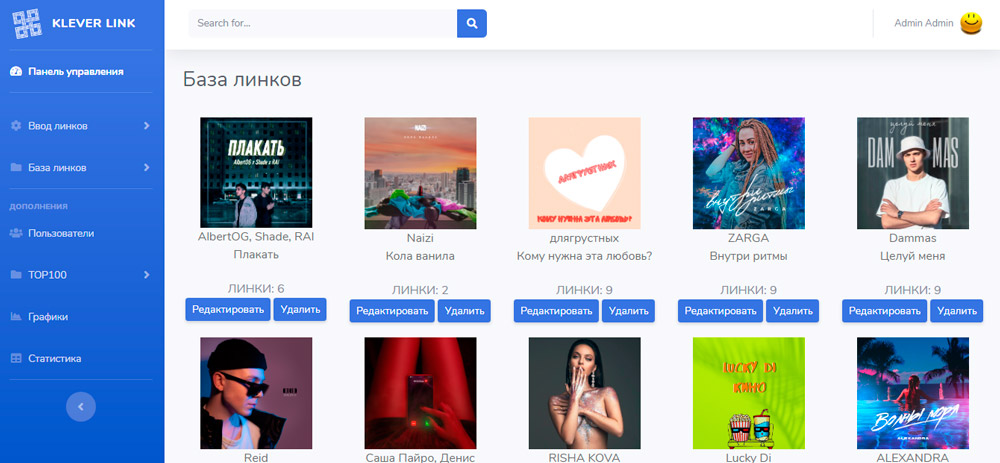 KLEVER LINK
Search for...
Admin Admin
Панель управления
Ввод линков
База линков
ДОПОЛНЕНИЯ
Пользователи
TOP100
Графики
Статистика
База линков
ПЛАКАТЬ
AlbertOG x Shade x RAI
AlbertOG, Shade, RAI
Плакать
ЛИНКИ: 6
Редактировать
Удалить
NAIZI
Naizi
Кола ванила
ЛИНКИ: 2
Редактировать
Удалить
ДЛЯГРУСТНЫХ
КОМУ НУЖНА ЭТА ЛЮБОВЬ?
длягрустных
Кому нужна эта любовь?
ЛИНКИ: 9
Редактировать
Удалить
внутри ритмы
ZARGA
ZARGA
Внутри ритмы
ЛИНКИ: 9
Редактировать
Удалить
целуй меня
DAM MAS
Dammas
Целуй меня
ЛИНКИ: 9
Редактировать
Удалить
Reid
Саша Пайро, Денис
RISHA KOVA
LUCKY DI
КИНО
Lucky Di
Волны моря
ALEXANDRA
ALEXANDRA